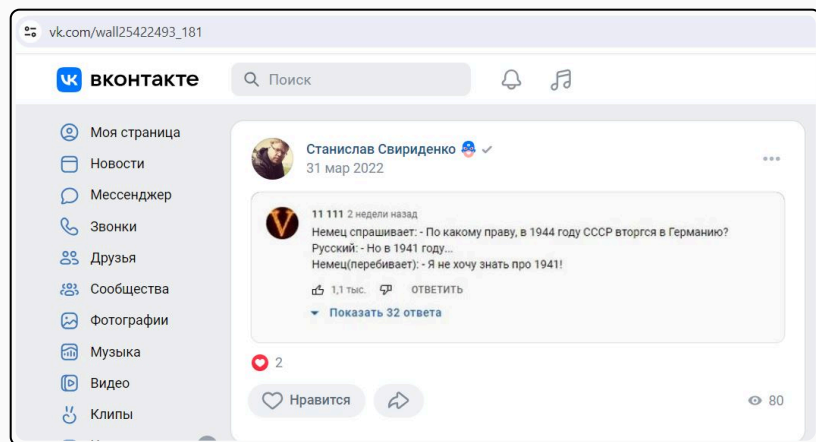 vk.com/wall25422493_181
вконтакте
Поиск
Моя страница
Новости
Мессенджер
Звонки
Друзья
Сообщества
Фотографии
Музыка
Видео
Клипы
Станислав Свириденко
31 мар 2022
11 111 2 недели назад
Немец спрашивает: - По какому праву, в 1944 году СССР вторгся в Германию?
Русский: - Но в 1941 году...
Немец(перебивает): - Я не хочу знать про 1941!
1,1 тыс. ОТВЕТИТЬ
Показать 32 ответа
2
Нравится
80